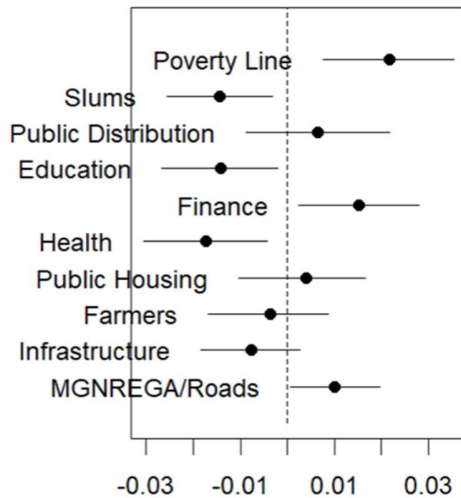 Poverty Line
Slums
Public Distribution
Education
Finance
Health
Public Housing
Farmers
Infrastructure
MGNREGA/Roads
-0.03 -0.01 0.01 0.03